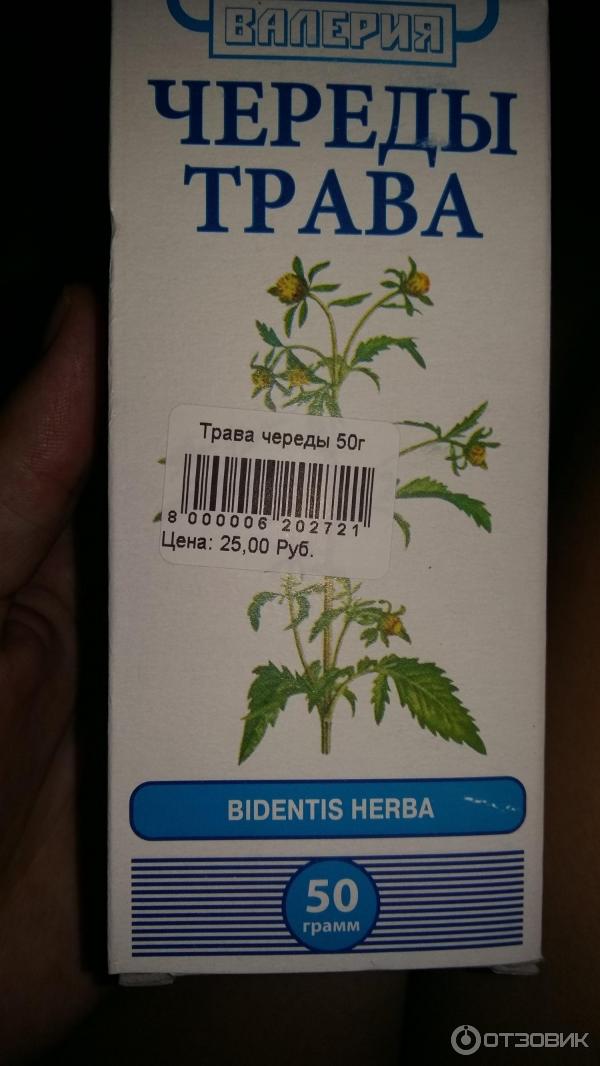 ВАЛЕРИЯ
ЧЕРЕДЫ
ТРАВА
Трава череды 50г
8 000006 202721
Цена: 25,00 Руб.
BIDENTIS HERBA
50
грамм
ОТЗОВИК